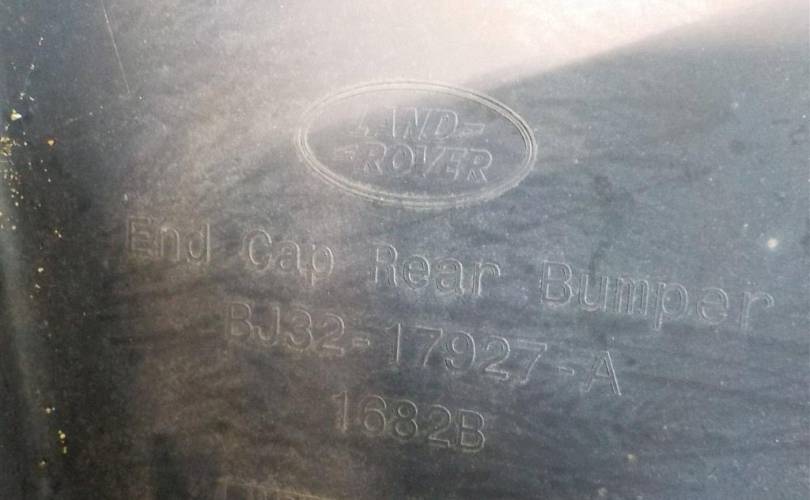 LAND-
-ROVER
End Cap Rear Bumper
BJ32-17927-A
1682B